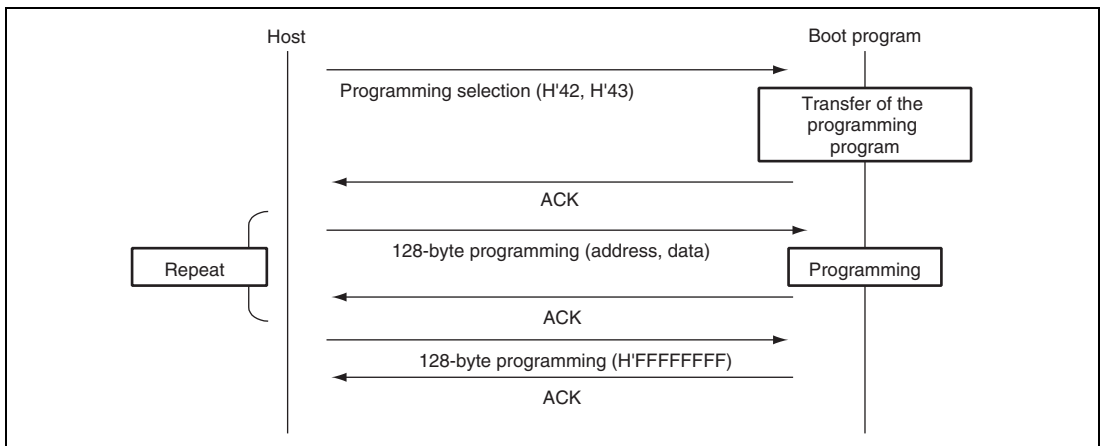 Host
Boot program
Programming selection (H'42, H'43)
Transfer of the
programming
program
ACK
128-byte programming (address, data)
Repeat
Programming
ACK
128-byte programming (H'FFFFFFFF)
ACK